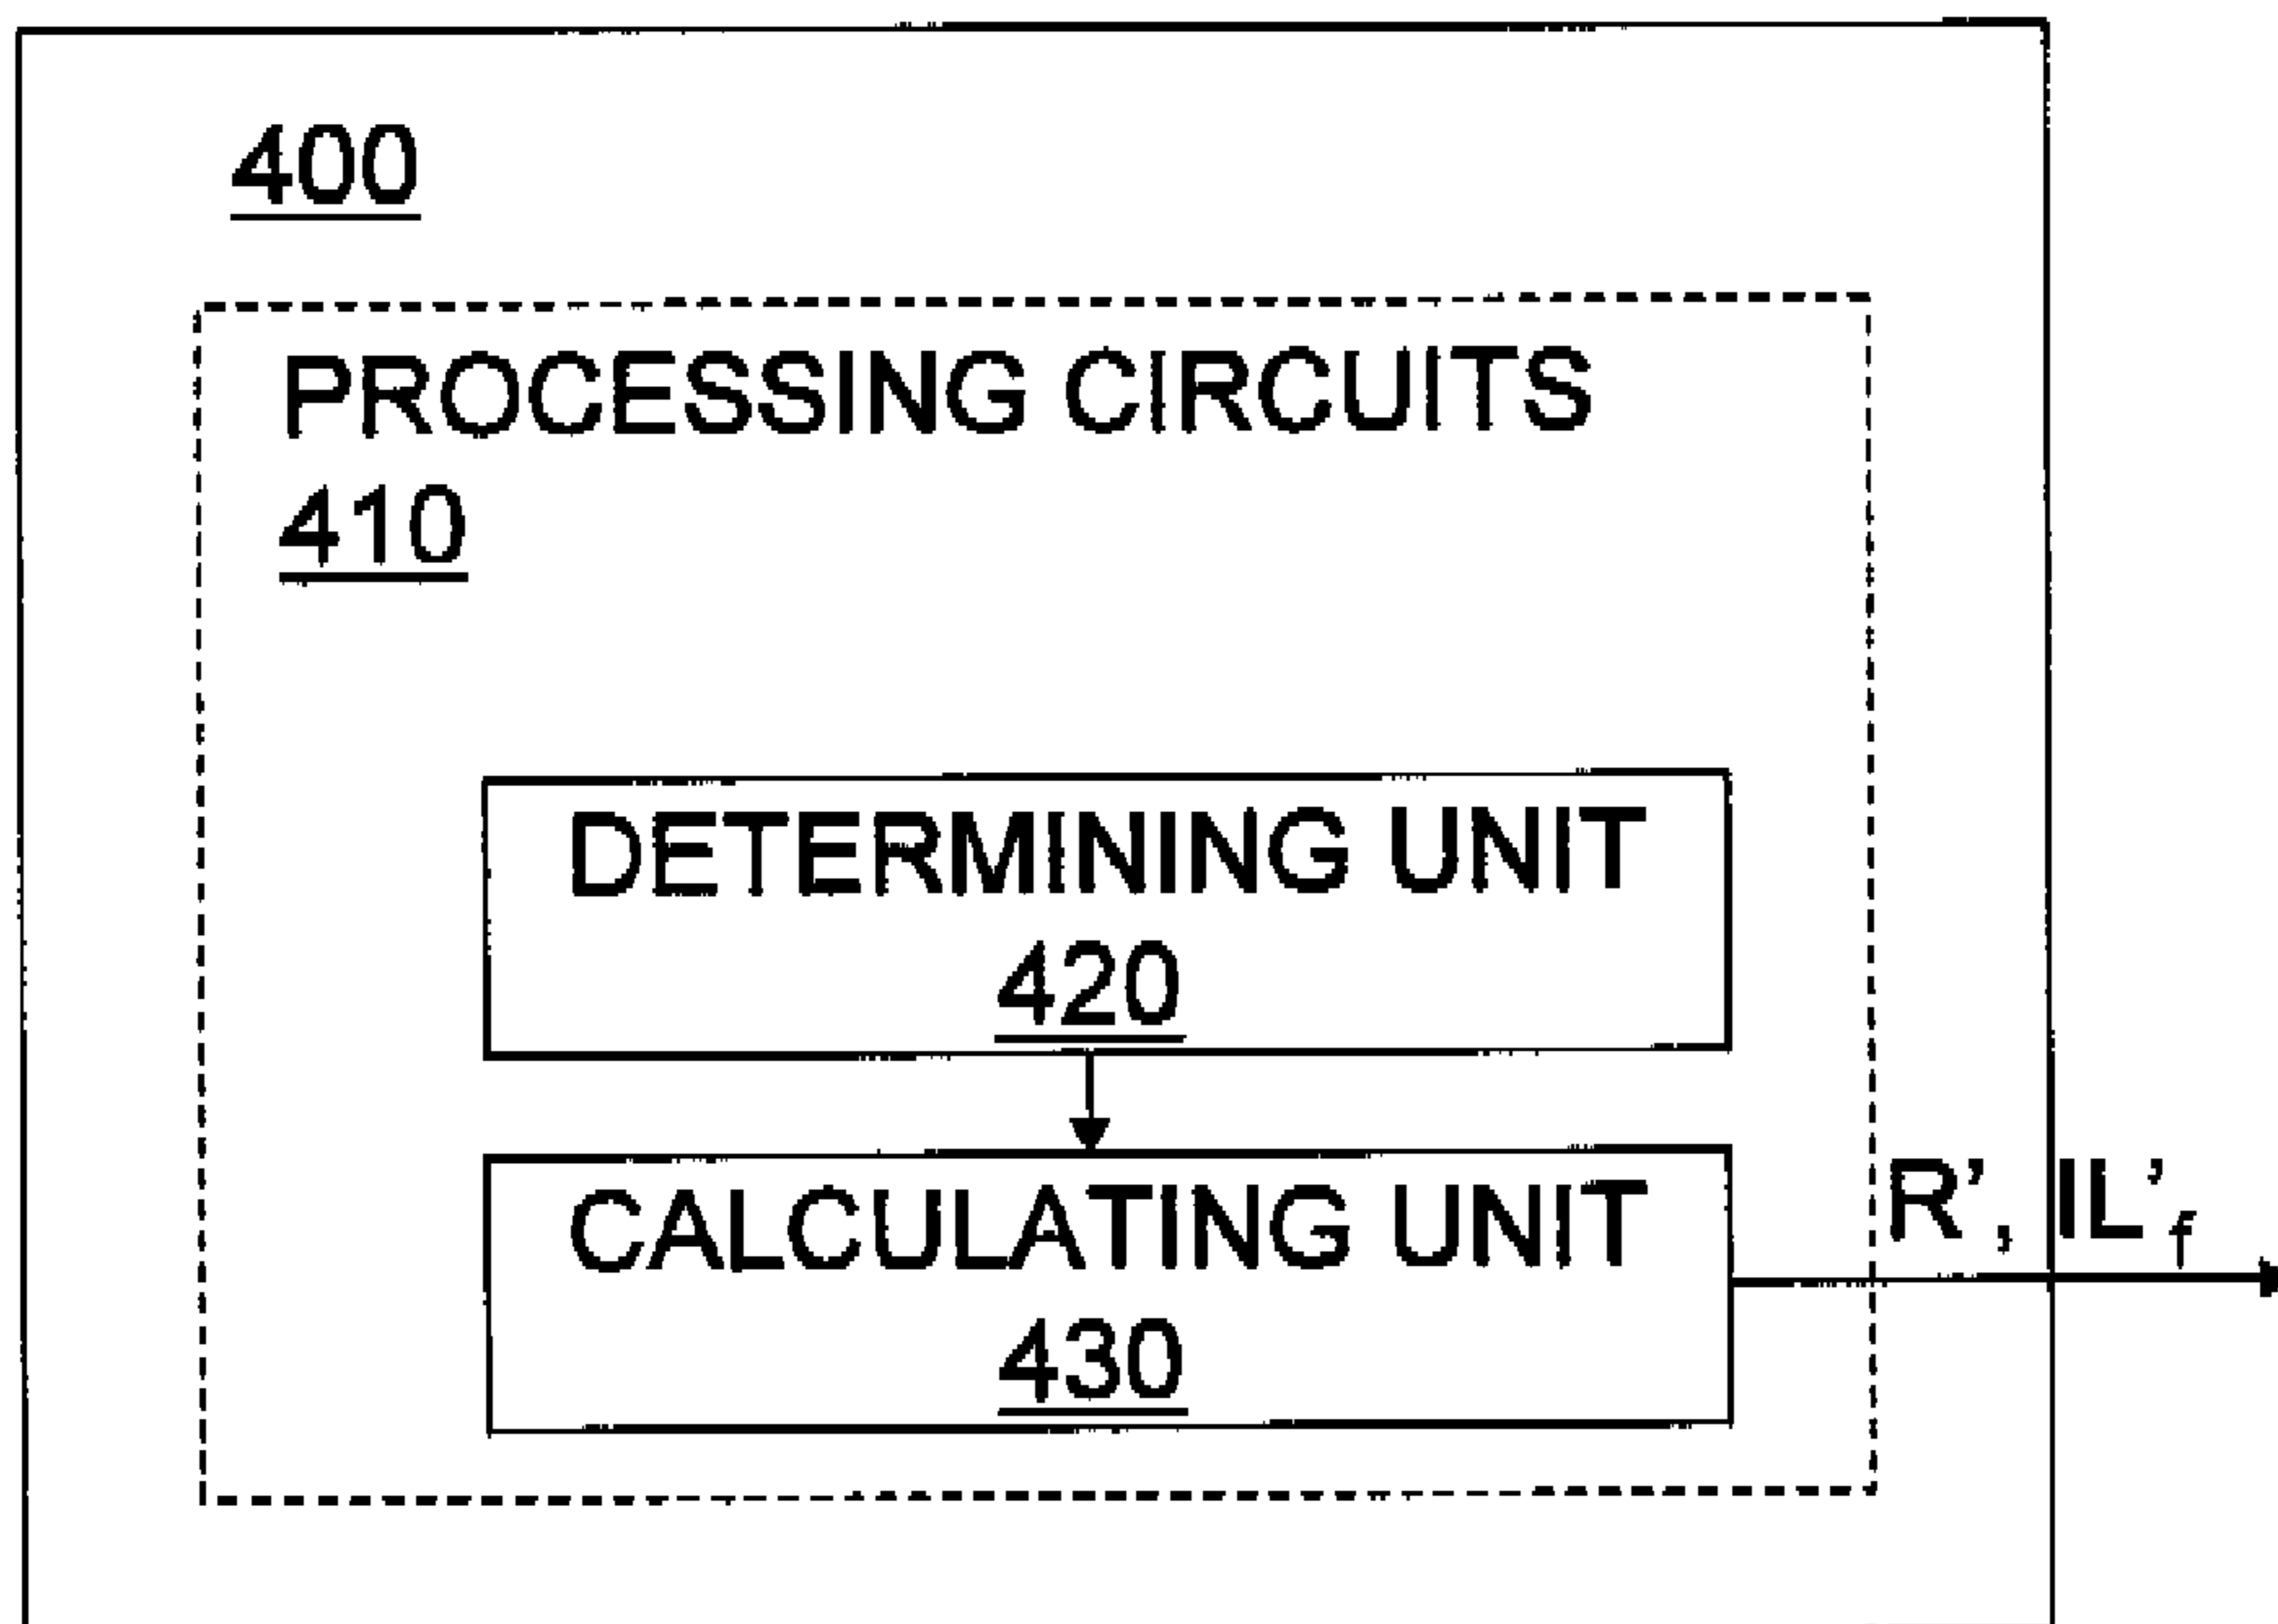 400
PROCESSING CIRCUITS
410
DETERMINING UNIT
420
CALCULATING UNIT
430
R', IL'f